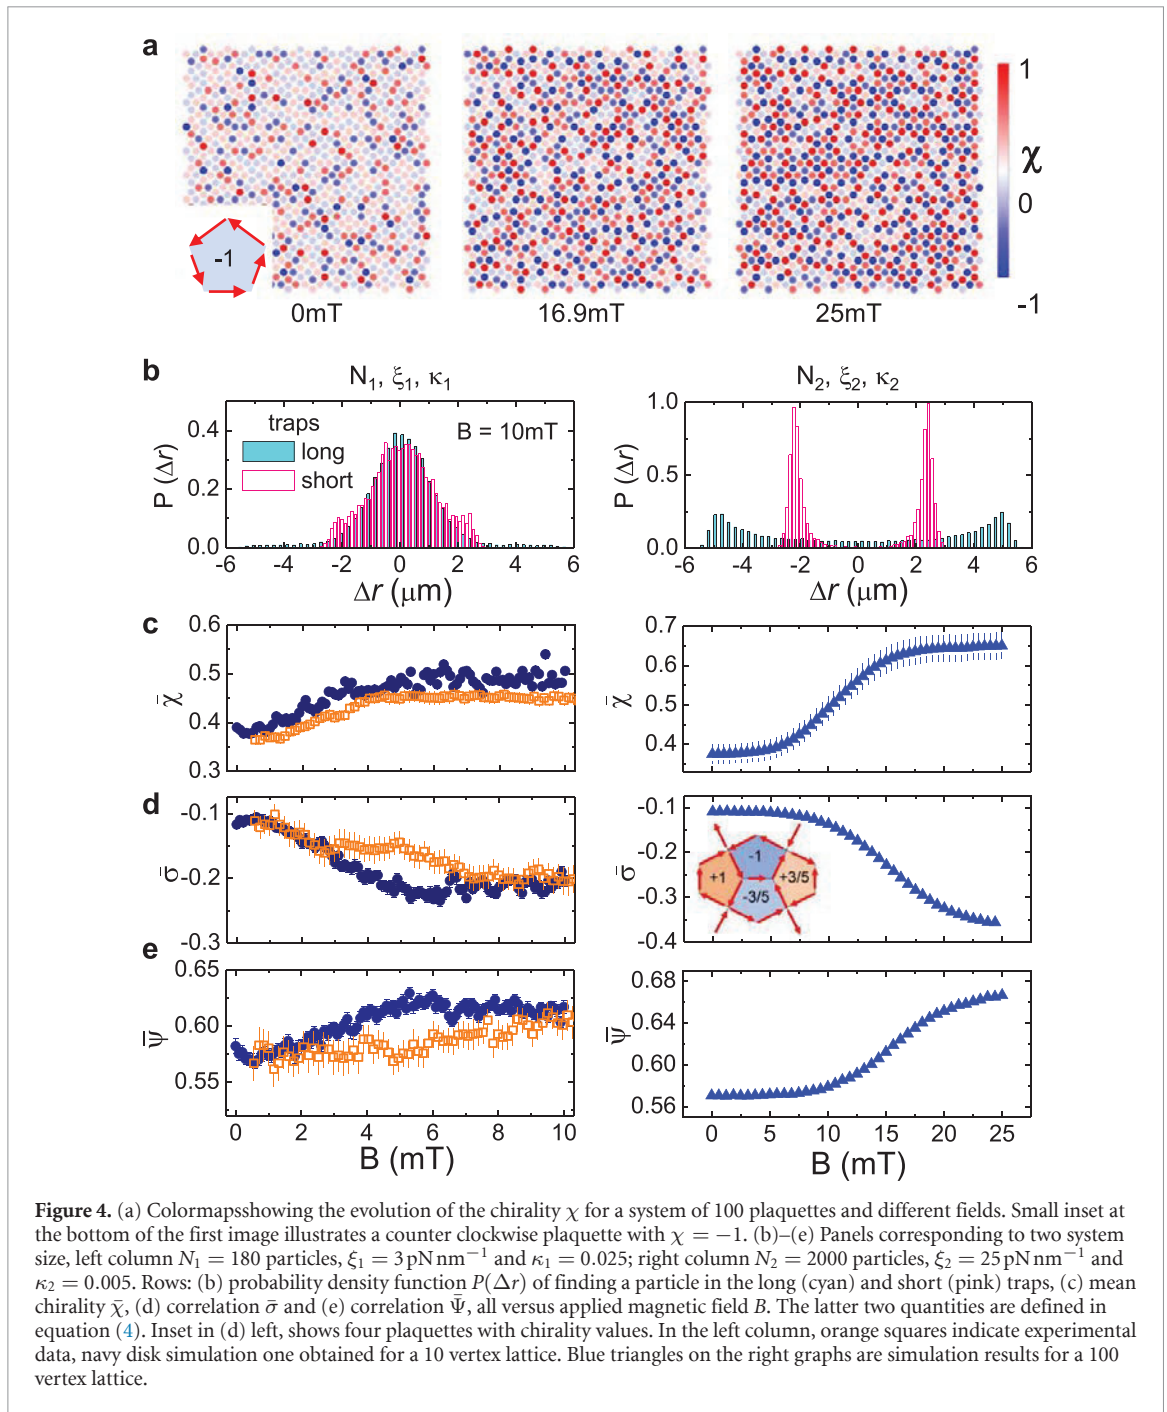 a
1
χ
0
-1
-1
0mT
16.9mT
25mT
b
N₁, ξ₁, κ₁
N₂, ξ₂, κ₂
traps
long
short
B = 10mT
P (Δr)
0.4
0.2
0.0
-6 -4 -2 0 2 4 6
Δr (μm)
P (Δr)
1.0
0.5
0.0
-6 -4 -2 0 2 4 6
Δr (μm)
c
χ̄
0.6
0.5
0.4
0.3
χ̄
0.7
0.6
0.5
0.4
d
σ̄
-0.1
-0.2
-0.3
σ̄
-0.1
-0.2
-0.3
-0.4
-1
+1
+3/5
-3/5
e
ψ̄
0.65
0.60
0.55
0 2 4 6 8 10
B (mT)
ψ̄
0.68
0.64
0.60
0.56
0 5 10 15 20 25
B (mT)
Figure 4. (a) Colormapsshowing the evolution of the chirality χ for a system of 100 plaquettes and different fields. Small inset at
the bottom of the first image illustrates a counter clockwise plaquette with χ = −1. (b)–(e) Panels corresponding to two system
size, left column N₁ = 180 particles, ξ₁ = 3 pN nm⁻¹ and κ₁ = 0.025; right column N₂ = 2000 particles, ξ₂ = 25 pN nm⁻¹ and
κ₂ = 0.005. Rows: (b) probability density function P(Δr) of finding a particle in the long (cyan) and short (pink) traps, (c) mean
chirality χ̄, (d) correlation σ̄ and (e) correlation Ψ̄, all versus applied magnetic field B. The latter two quantities are defined in
equation (4). Inset in (d) left, shows four plaquettes with chirality values. In the left column, orange squares indicate experimental
data, navy disk simulation one obtained for a 10 vertex lattice. Blue triangles on the right graphs are simulation results for a 100
vertex lattice.